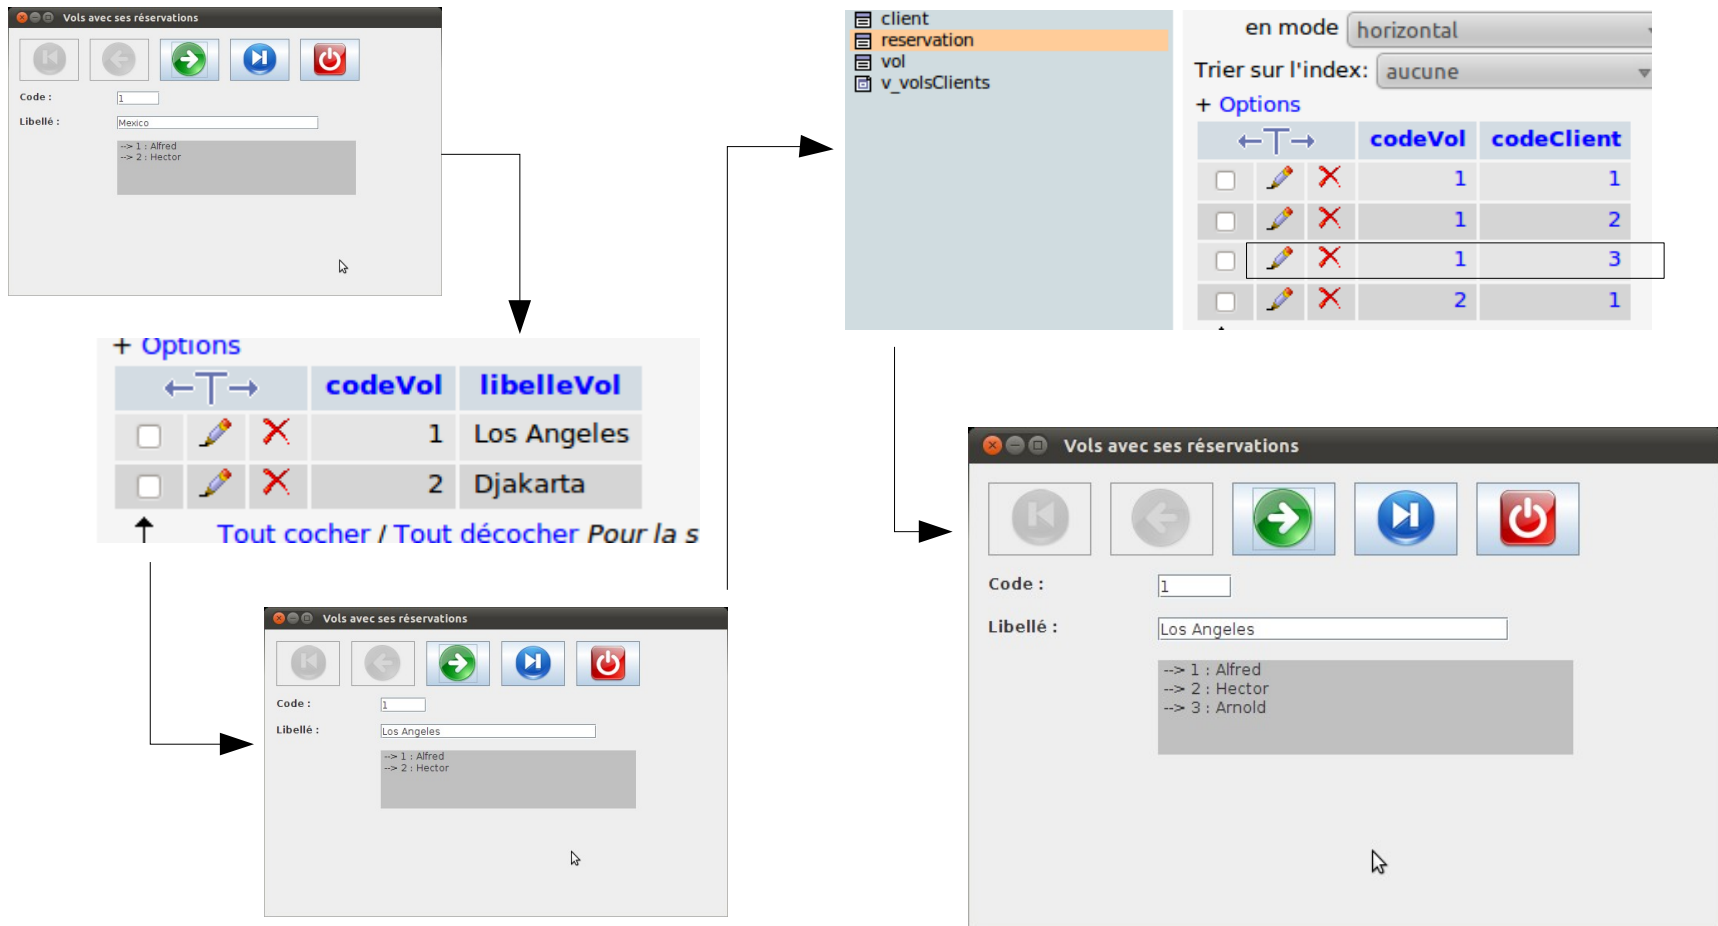 Vols avec ses réservations
Code :
1
Libellé :
Mexico
--> 1 : Alfred
--> 2 : Hector
+ Options
codeVol libelleVol
1 Los Angeles
2 Djakarta
Tout cocher / Tout décocher Pour la s
Vols avec ses réservations
Code :
1
Libellé :
Los Angeles
--> 1 : Alfred
--> 2 : Hector
client
reservation
vol
v_volsClients
en mode horizontal
Trier sur l'index: aucune
+ Options
codeVol codeClient
1 1
1 2
1 3
2 1
Vols avec ses réservations
Code :
1
Libellé :
Los Angeles
--> 1 : Alfred
--> 2 : Hector
--> 3 : Arnold